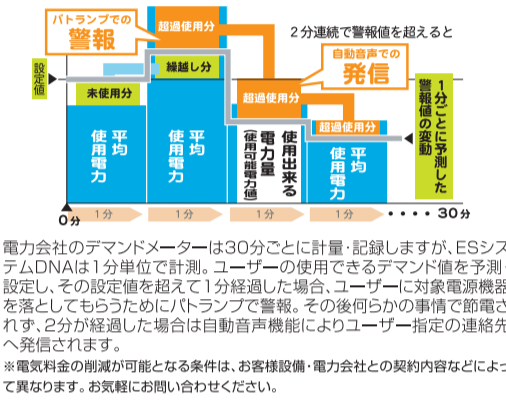 パトランプでの
警報
超過使用分
2分連続で警報値を超えると
自動音声での
発信
設定値
繰越し分
未使用分
超過使用分
超過使用分
平均
使用電力
平均
使用電力
使用出来る
電力量
(使用可能電力値)
平均
使用電力
1分ごとに予測した
警報値の変動
0分
1分
1分
1分
1分
30分
電力会社のデマンドメーターは30分ごとに計量・記録しますが、ESシス
テムDNAは1分単位で計測。ユーザーの使用できるデマンド値を予測・
設定し、その設定値を超えて1分経過した場合、ユーザーに対象電源機器
を落としてもらうためにパトランプで警報。その後何らかの事情で節電さ
れず、2分が経過した場合は自動音声機能によりユーザー指定の連絡先
へ発信されます。
※電気料金の削減が可能となる条件は、お客様設備・電力会社との契約内容などによっ
て異なります。お気軽にお問い合わせください。